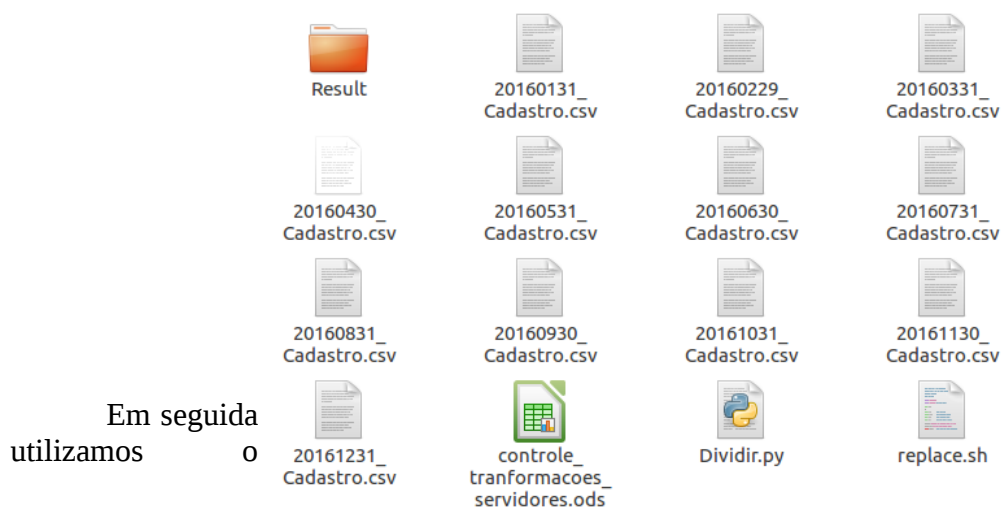 Result
20160131_
Cadastro.csv
20160229_
Cadastro.csv
20160331_
Cadastro.csv
20160430_
Cadastro.csv
20160531_
Cadastro.csv
20160630_
Cadastro.csv
20160731_
Cadastro.csv
20160831_
Cadastro.csv
20160930_
Cadastro.csv
20161031_
Cadastro.csv
20161130_
Cadastro.csv
20161231_
Cadastro.csv
controle_
tranformacoes_
servidores.ods
Dividir.py
replace.sh
Em seguida
utilizamos o